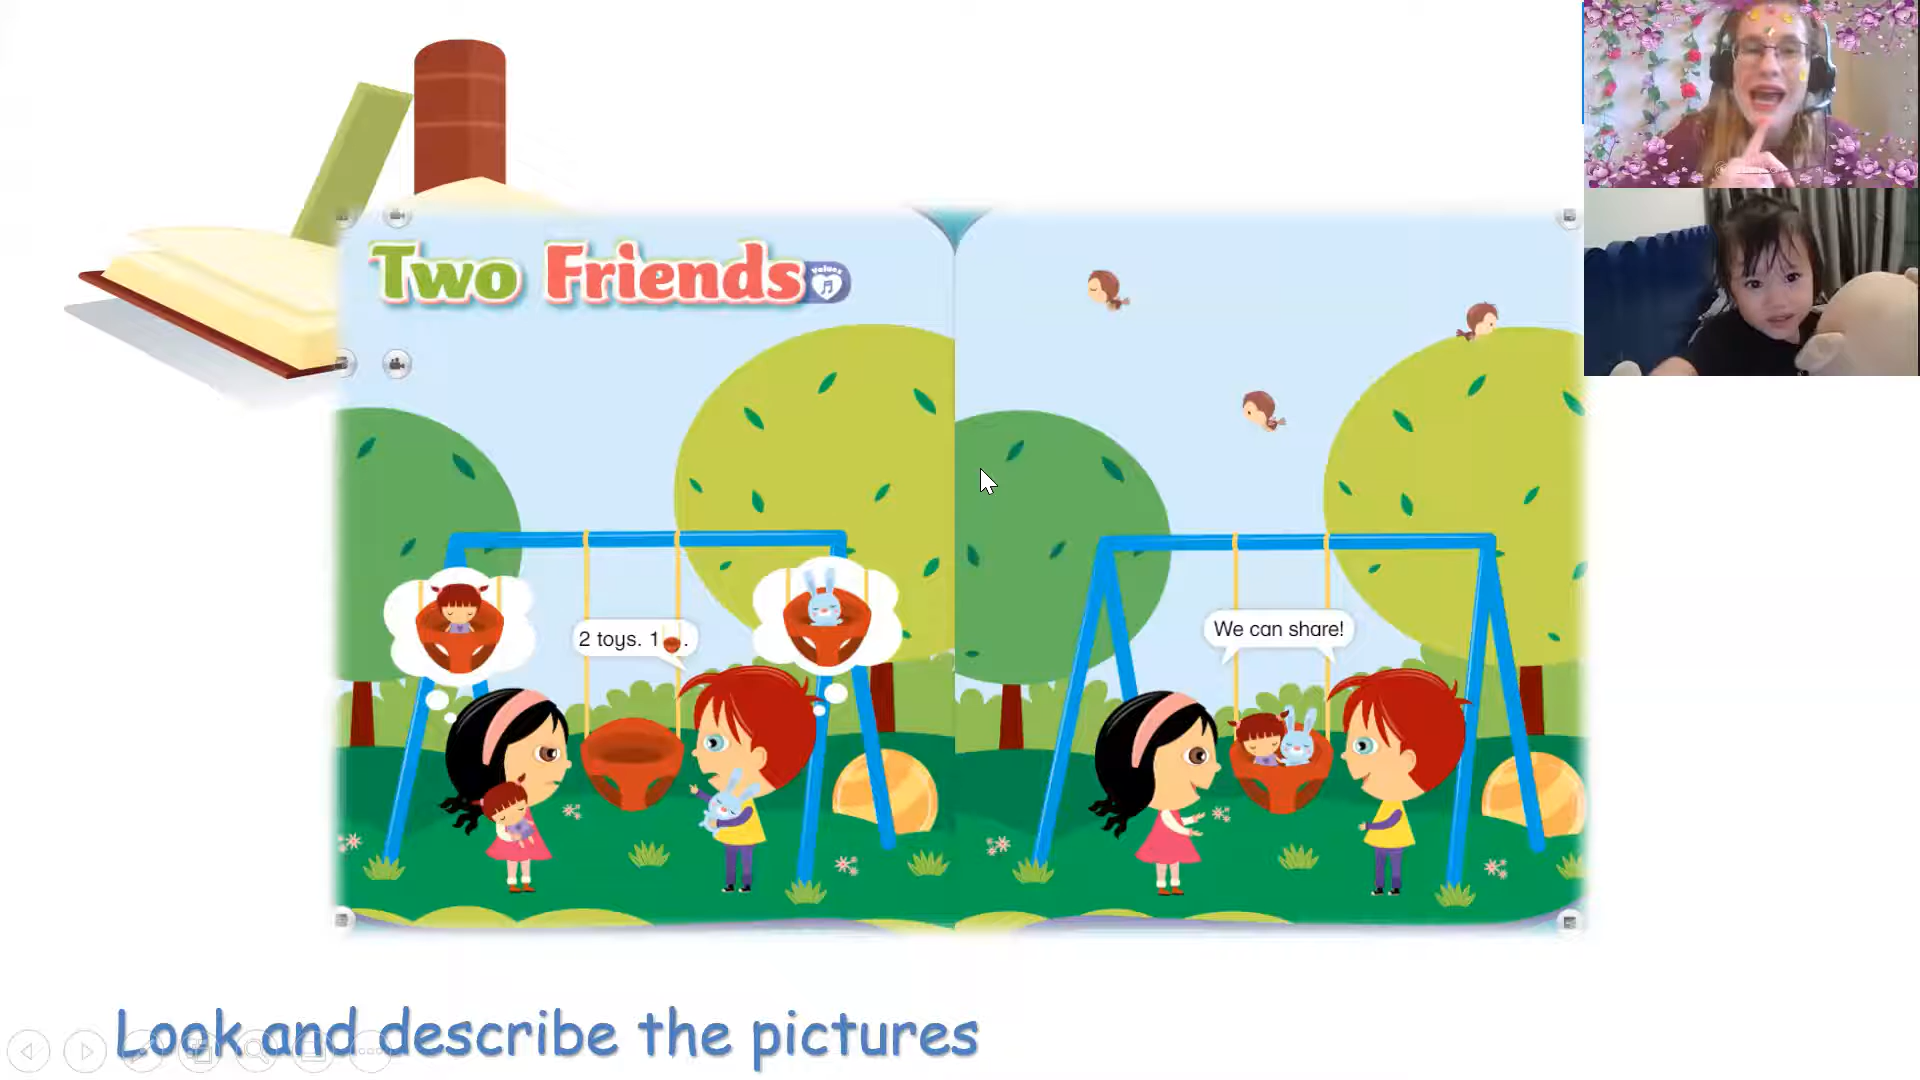 Two Friends
Values
2 toys. 1 .
We can share!
Look and describe the pictures